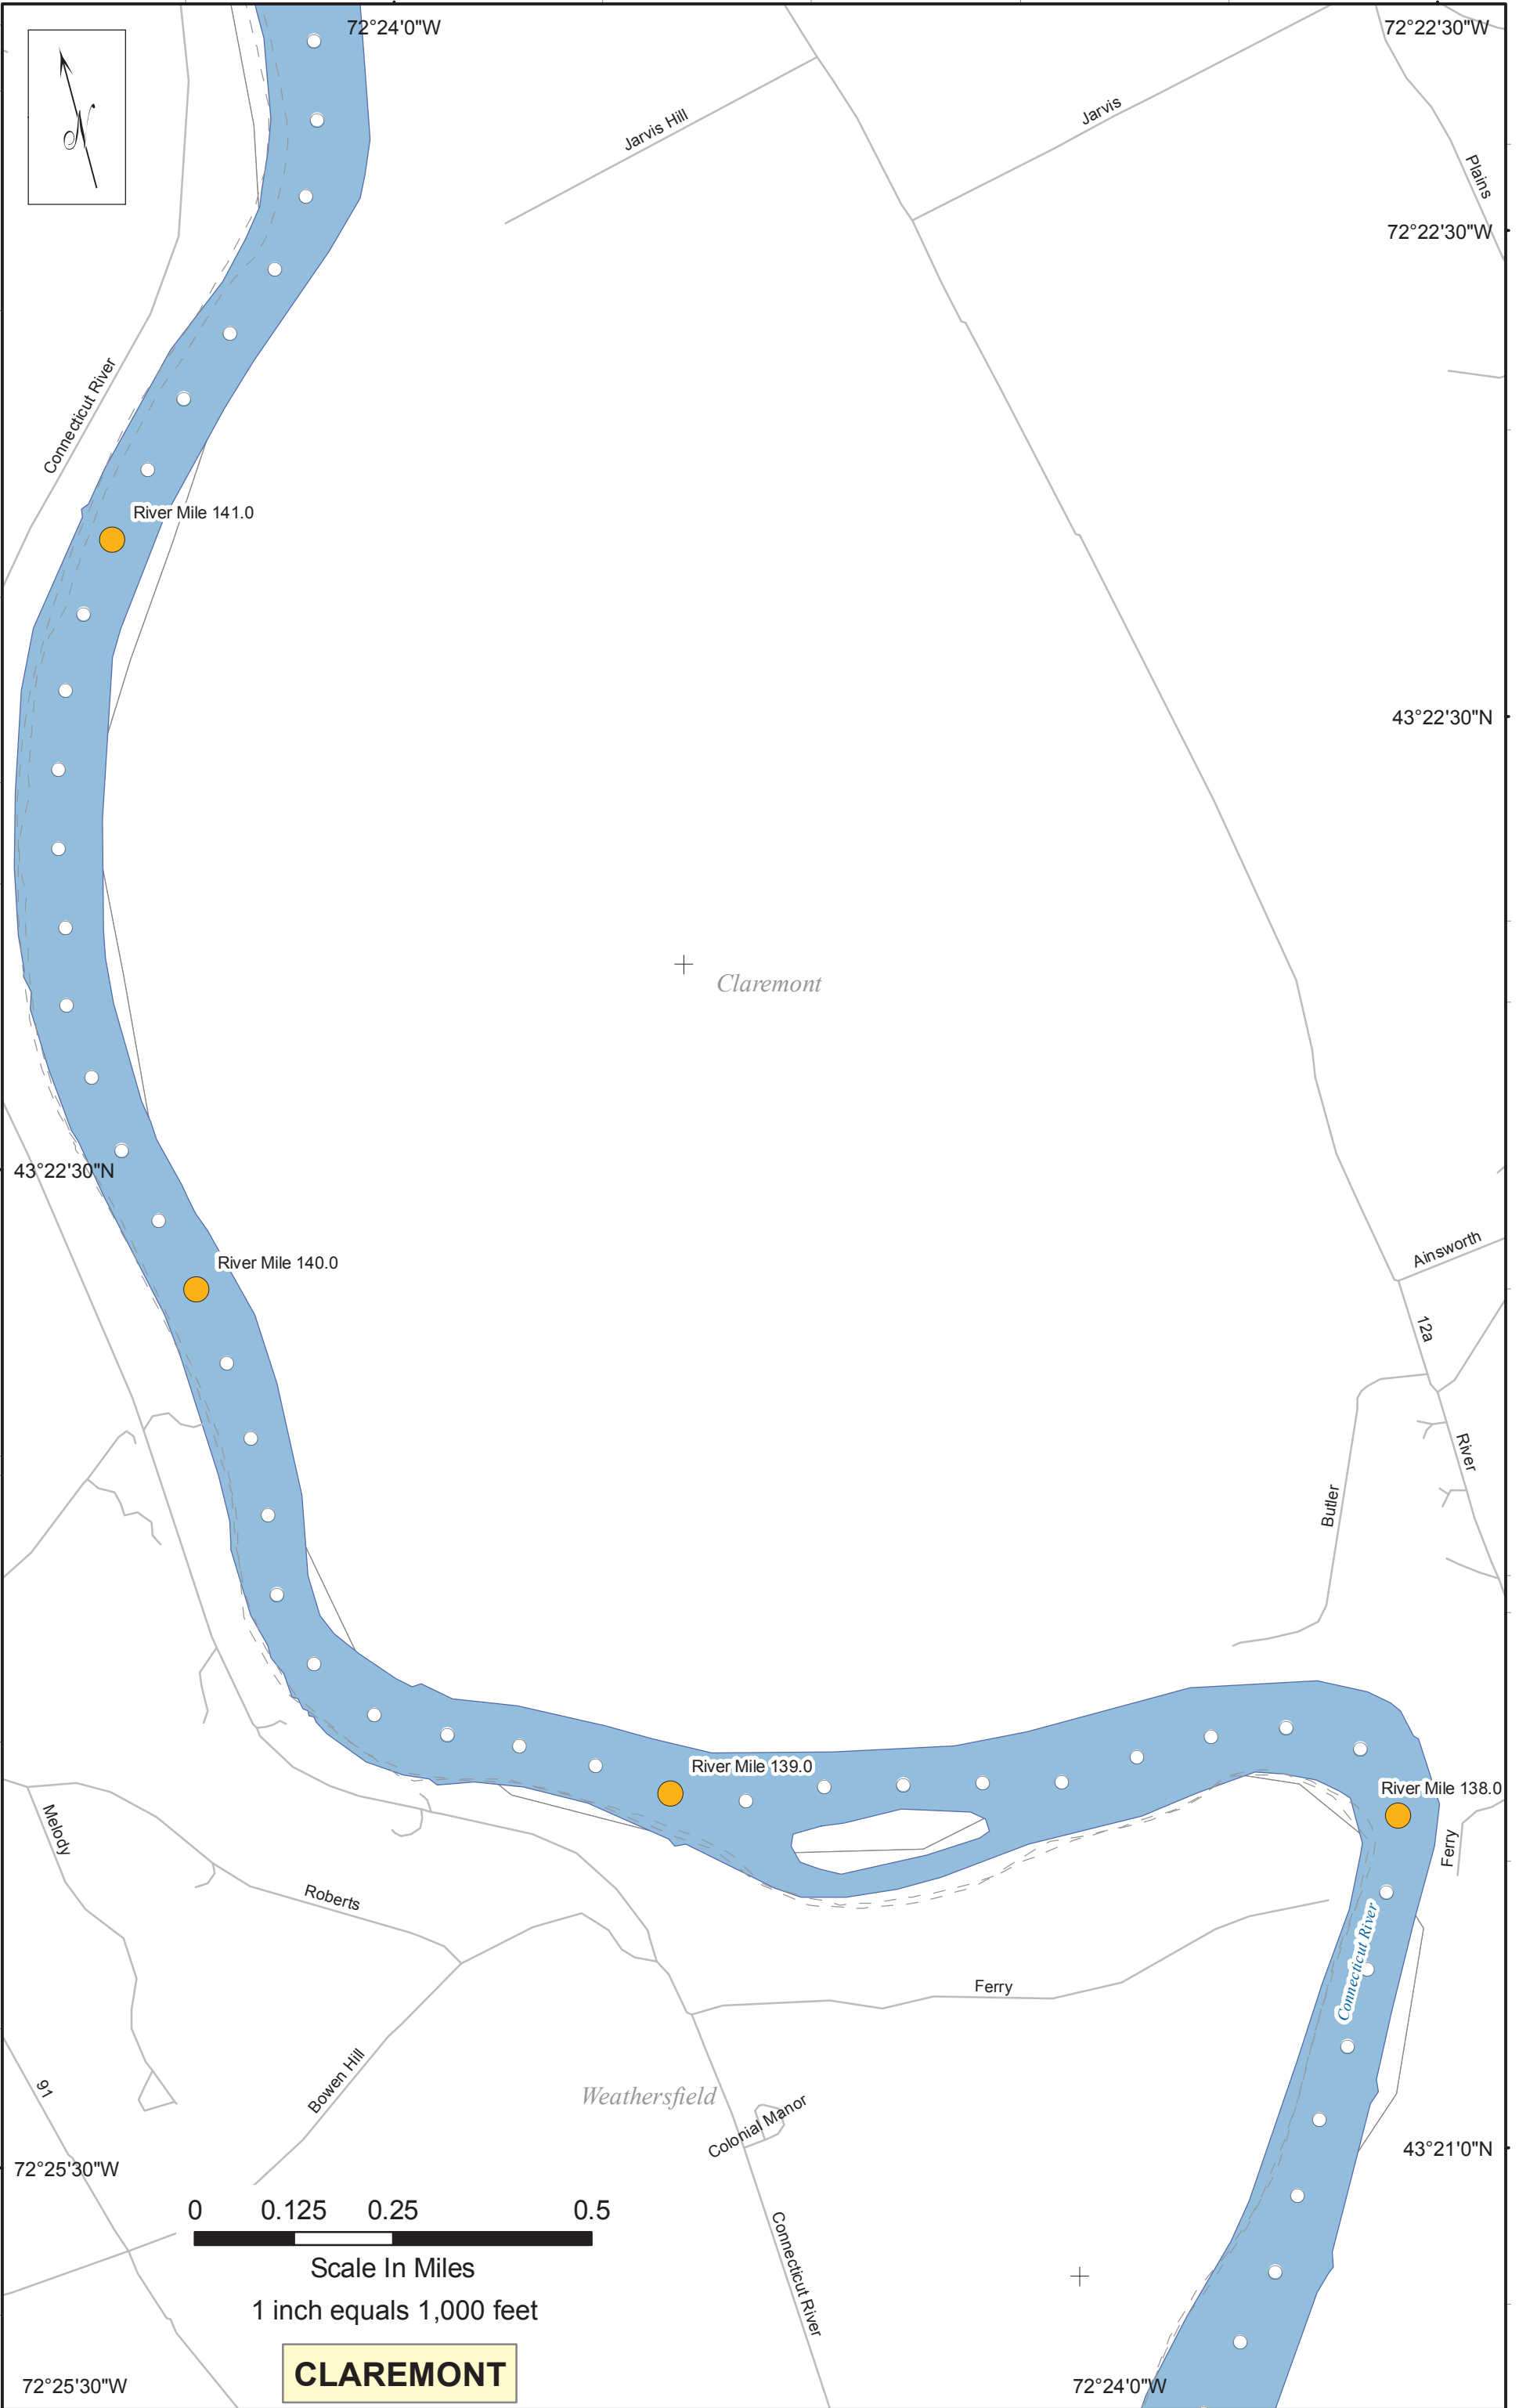 72°24'0"W
72°22'30"W
N
Jarvis Hill
Jarvis
Plains
72°22'30"W
Connecticut River
River Mile 141.0
43°22'30"N
Claremont
43°22'30"N
River Mile 140.0
Ainsworth
12a
River
Butler
River Mile 139.0
River Mile 138.0
Ferry
Melody
Roberts
Connecticut River
Ferry
Bowen Hill
91
Weathersfield
Colonial Manor
43°21'0"N
72°25'30"W
0 0.125 0.25 0.5
Scale In Miles
Connecticut River
1 inch equals 1,000 feet
CLAREMONT
72°25'30"W
72°24'0"W